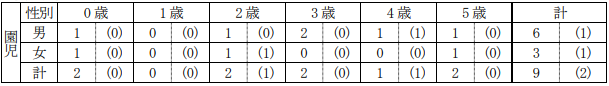 園児 性別 0歳 1歳 2歳 3歳 4歳 5歳 計
男 1 (0) 0 (0) 1 (0) 2 (0) 1 (1) 1 (0) 6 (1)
女 1 (0) 0 (0) 1 (1) 0 (0) 0 (0) 1 (0) 3 (1)
計 2 (0) 0 (0) 2 (1) 2 (0) 1 (1) 2 (0) 9 (2)